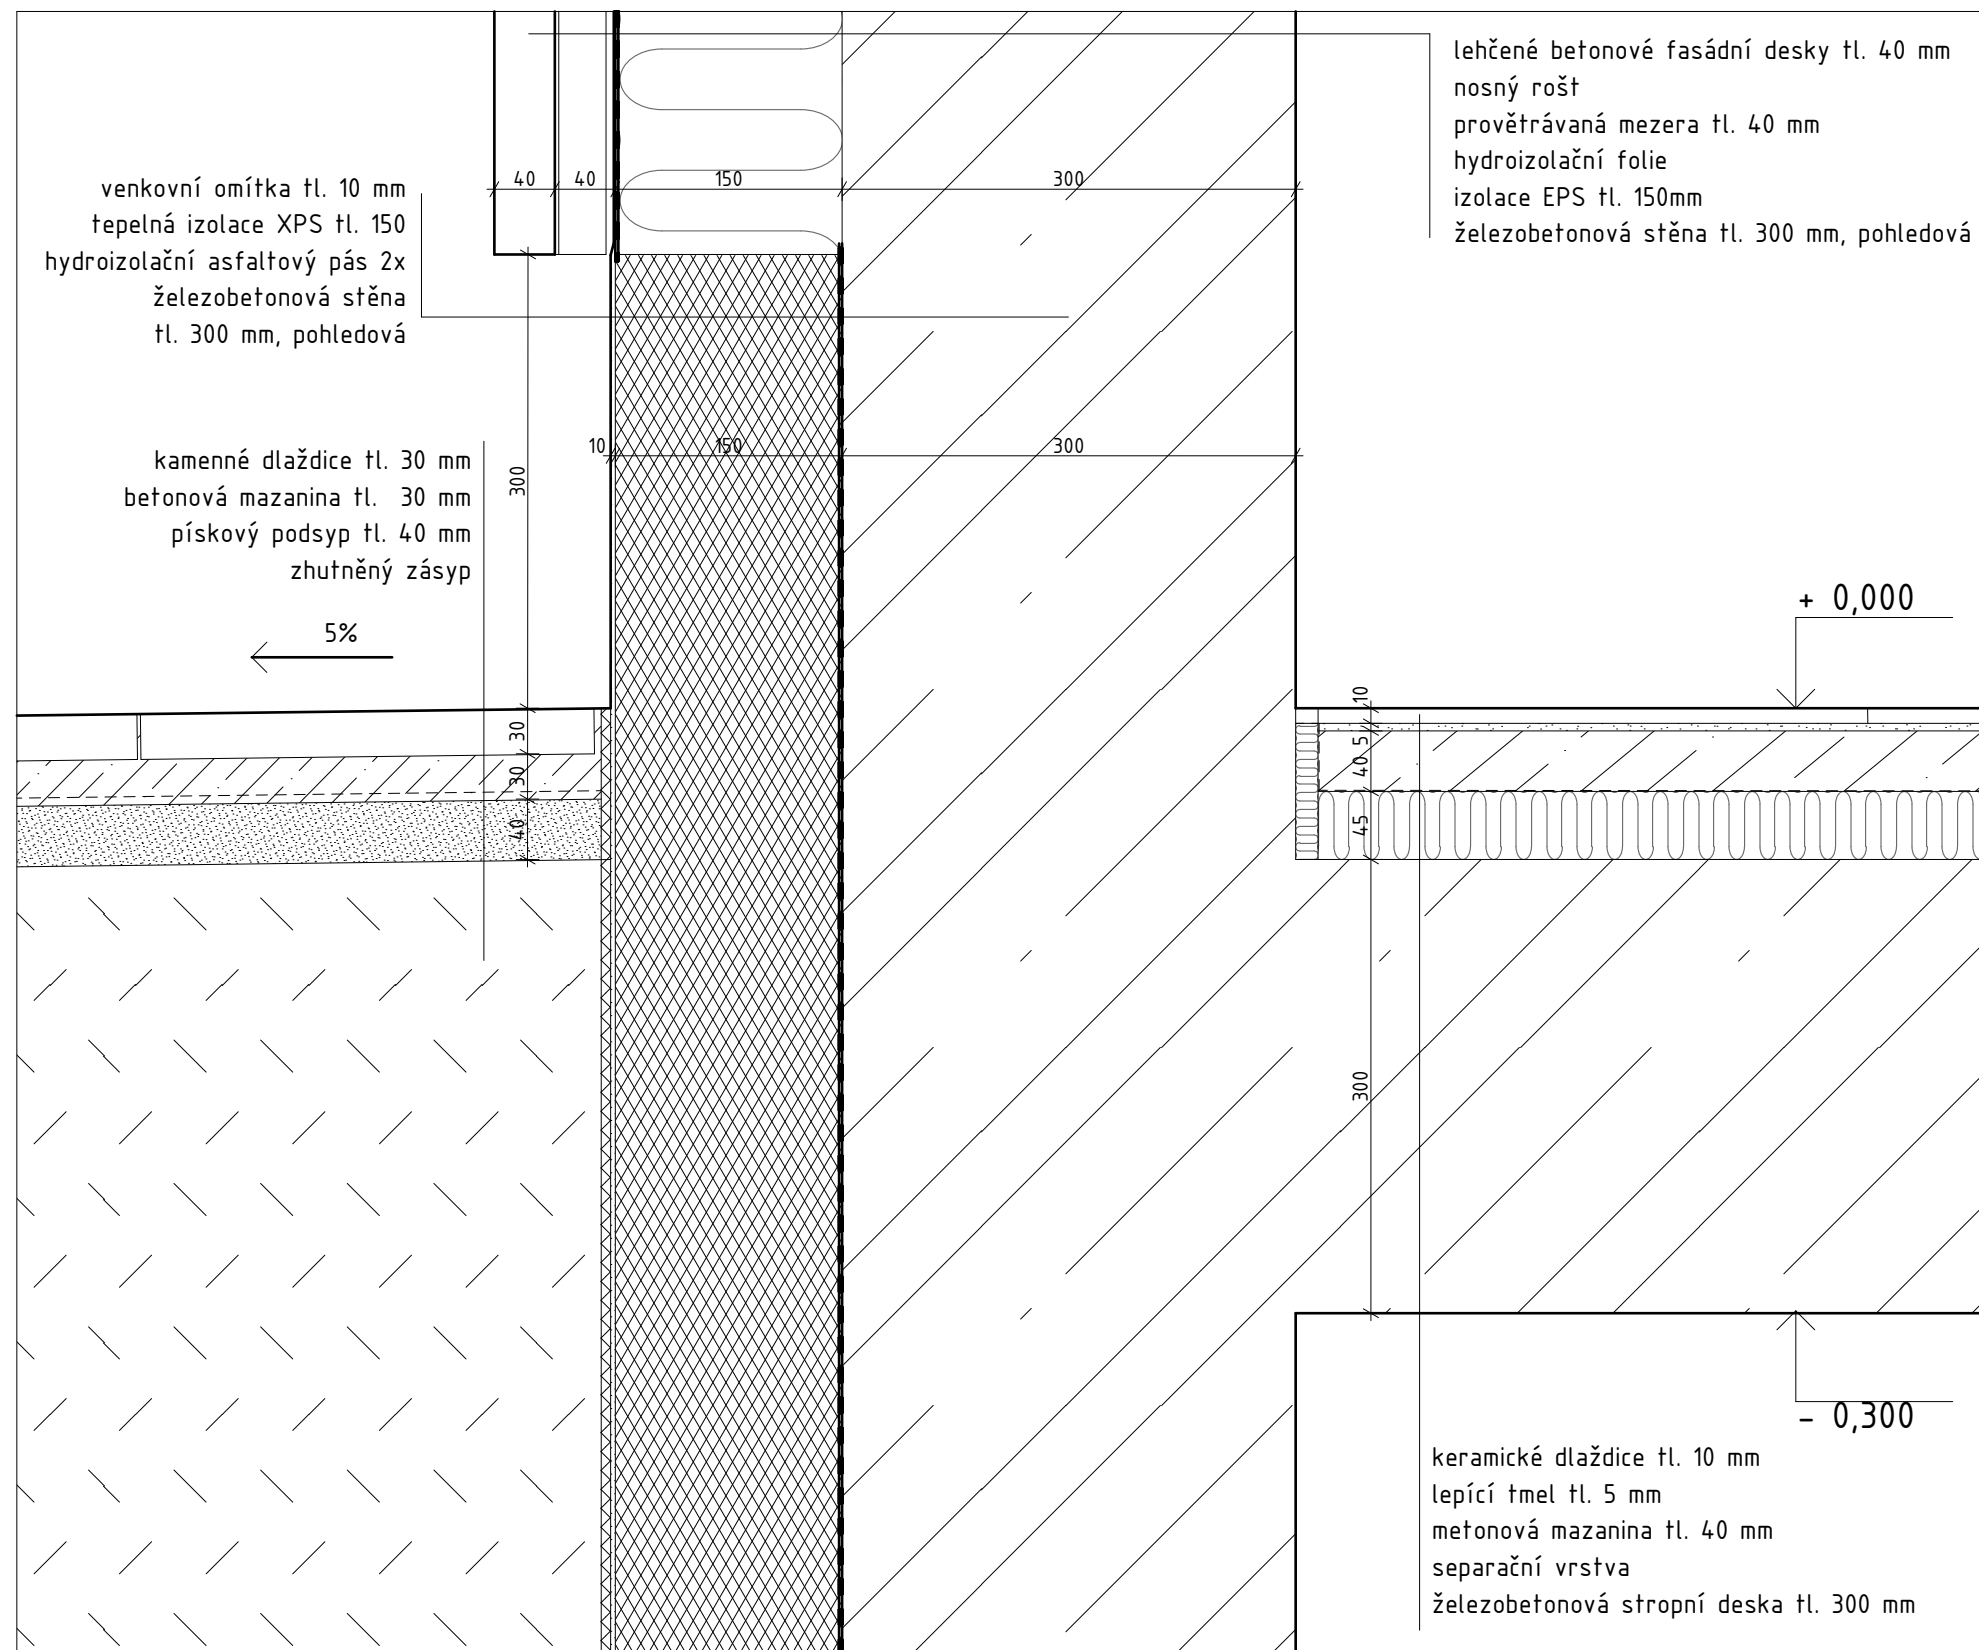 lehčené betonové fasádní desky tl. 40 mm
nosný rošt
provětrávaná mezera tl. 40 mm
hydroizolační folie
izolace EPS tl. 150mm
železobetonová stěna tl. 300 mm, pohledová
40 40 150 300
venkovní omítka tl. 10 mm
tepelná izolace XPS tl. 150
hydroizolační asfaltový pás 2x
železobetonová stěna
tl. 300 mm, pohledová
10 150 300
300
kamenné dlaždice tl. 30 mm
betonová mazanina tl. 30 mm
pískový podsyp tl. 40 mm
zhutněný zásyp
5%
+ 0,000
30
30
40
10
5
40
45
300
- 0,300
keramické dlaždice tl. 10 mm
lepící tmel tl. 5 mm
metonová mazanina tl. 40 mm
separační vrstva
železobetonová stropní deska tl. 300 mm